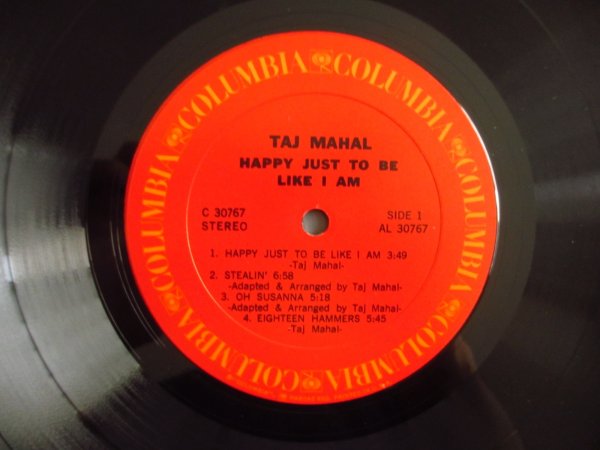 COLUMBIA COLUMBIA COLUMBIA COLUMBIA COLUMBIA COLUMBIA
TAJ MAHAL
HAPPY JUST TO BE
LIKE I AM
C 30767 SIDE 1
STEREO AL 30767
1. HAPPY JUST TO BE LIKE I AM 3:49
-Taj Mahal-
2. STEALIN' 6:58
-Adapted & Arranged by Taj Mahal-
3. OH SUSANNA 5:18
-Adapted & Arranged by Taj Mahal-
4. EIGHTEEN HAMMERS 5:45
-Taj Mahal-